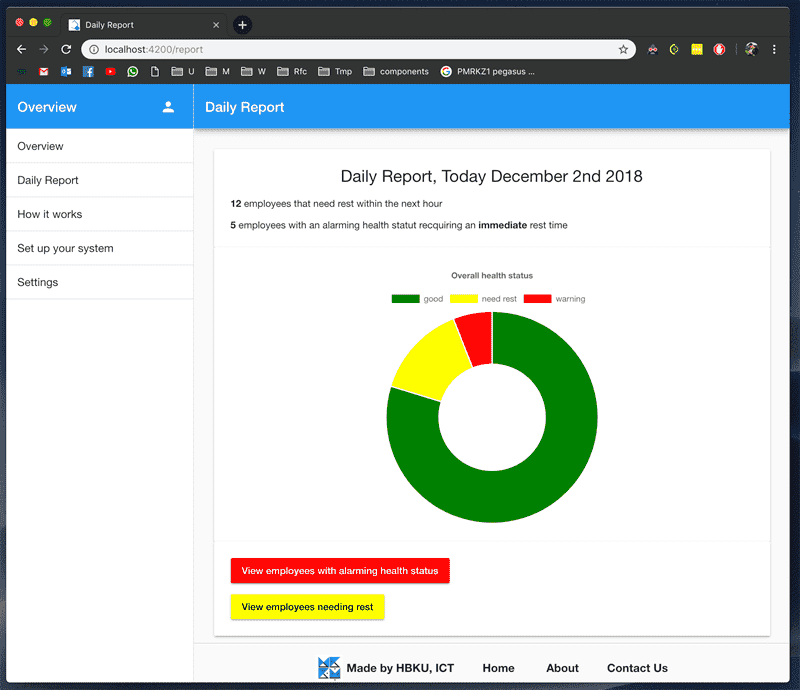 Daily Report
localhost:4200/report
U M W Rfc Tmp components PMRKZ1 pegasus ...
Overview
Daily Report
Overview
Daily Report
How it works
Set up your system
Settings
Daily Report, Today December 2nd 2018
12 employees that need rest within the next hour
5 employees with an alarming health statut recquiring an immediate rest time
Overall health status
good need rest warning
View employees with alarming health status
View employees needing rest
Made by HBKU, ICT Home About Contact Us